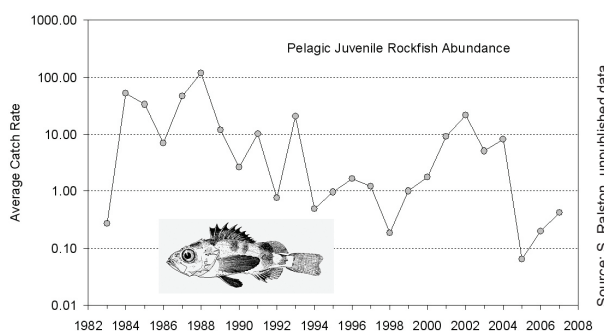 Pelagic Juvenile Rockfish Abundance
Average Catch Rate
1000.00
100.00
10.00
1.00
0.10
0.01
1982 1984 1986 1988 1990 1992 1994 1996 1998 2000 2002 2004 2006 2008
Source: S. Ralston, unpublished data